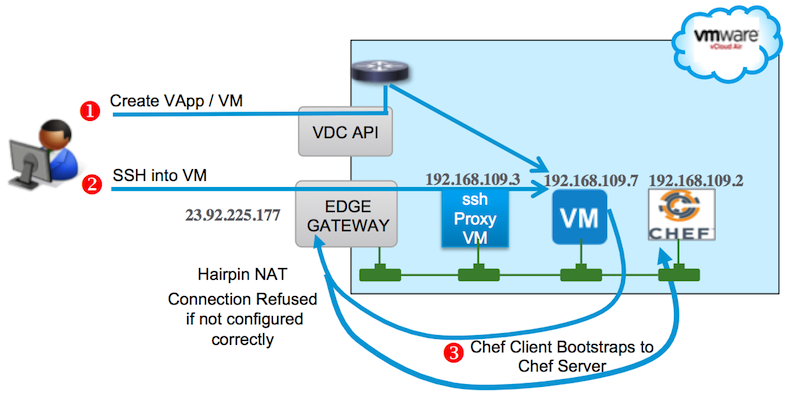 vmware
vCloud Air
1
Create VApp / VM
VDC API
2
SSH into VM
192.168.109.3
192.168.109.7
192.168.109.2
23.92.225.177
EDGE
GATEWAY
ssh
Proxy
VM
VM
CHEF
Hairpin NAT
Connection Refused
if not configured
correctly
3
Chef Client Bootstraps to
Chef Server